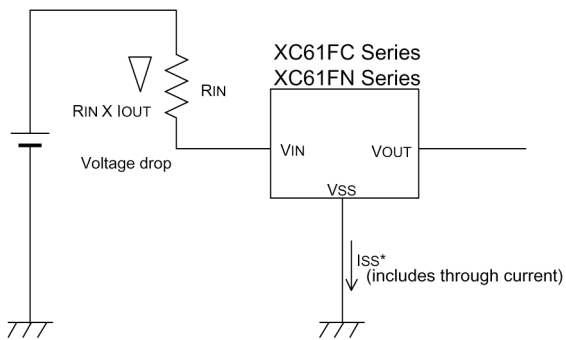 XC61FC Series
XC61FN Series
RIN
RIN X IOUT
VIN
VOUT
Voltage drop
VSS
ISS*
(includes through current)